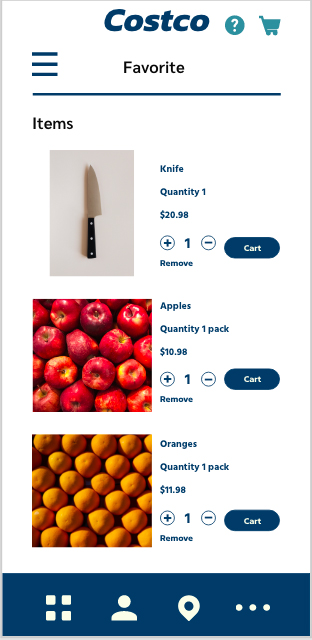 Costco
?
Favorite
Items
Knife
Quantity 1
$20.98
1
Cart
Remove
Apples
Quantity 1 pack
$10.98
1
Cart
Remove
Oranges
Quantity 1 pack
$11.98
1
Cart
Remove